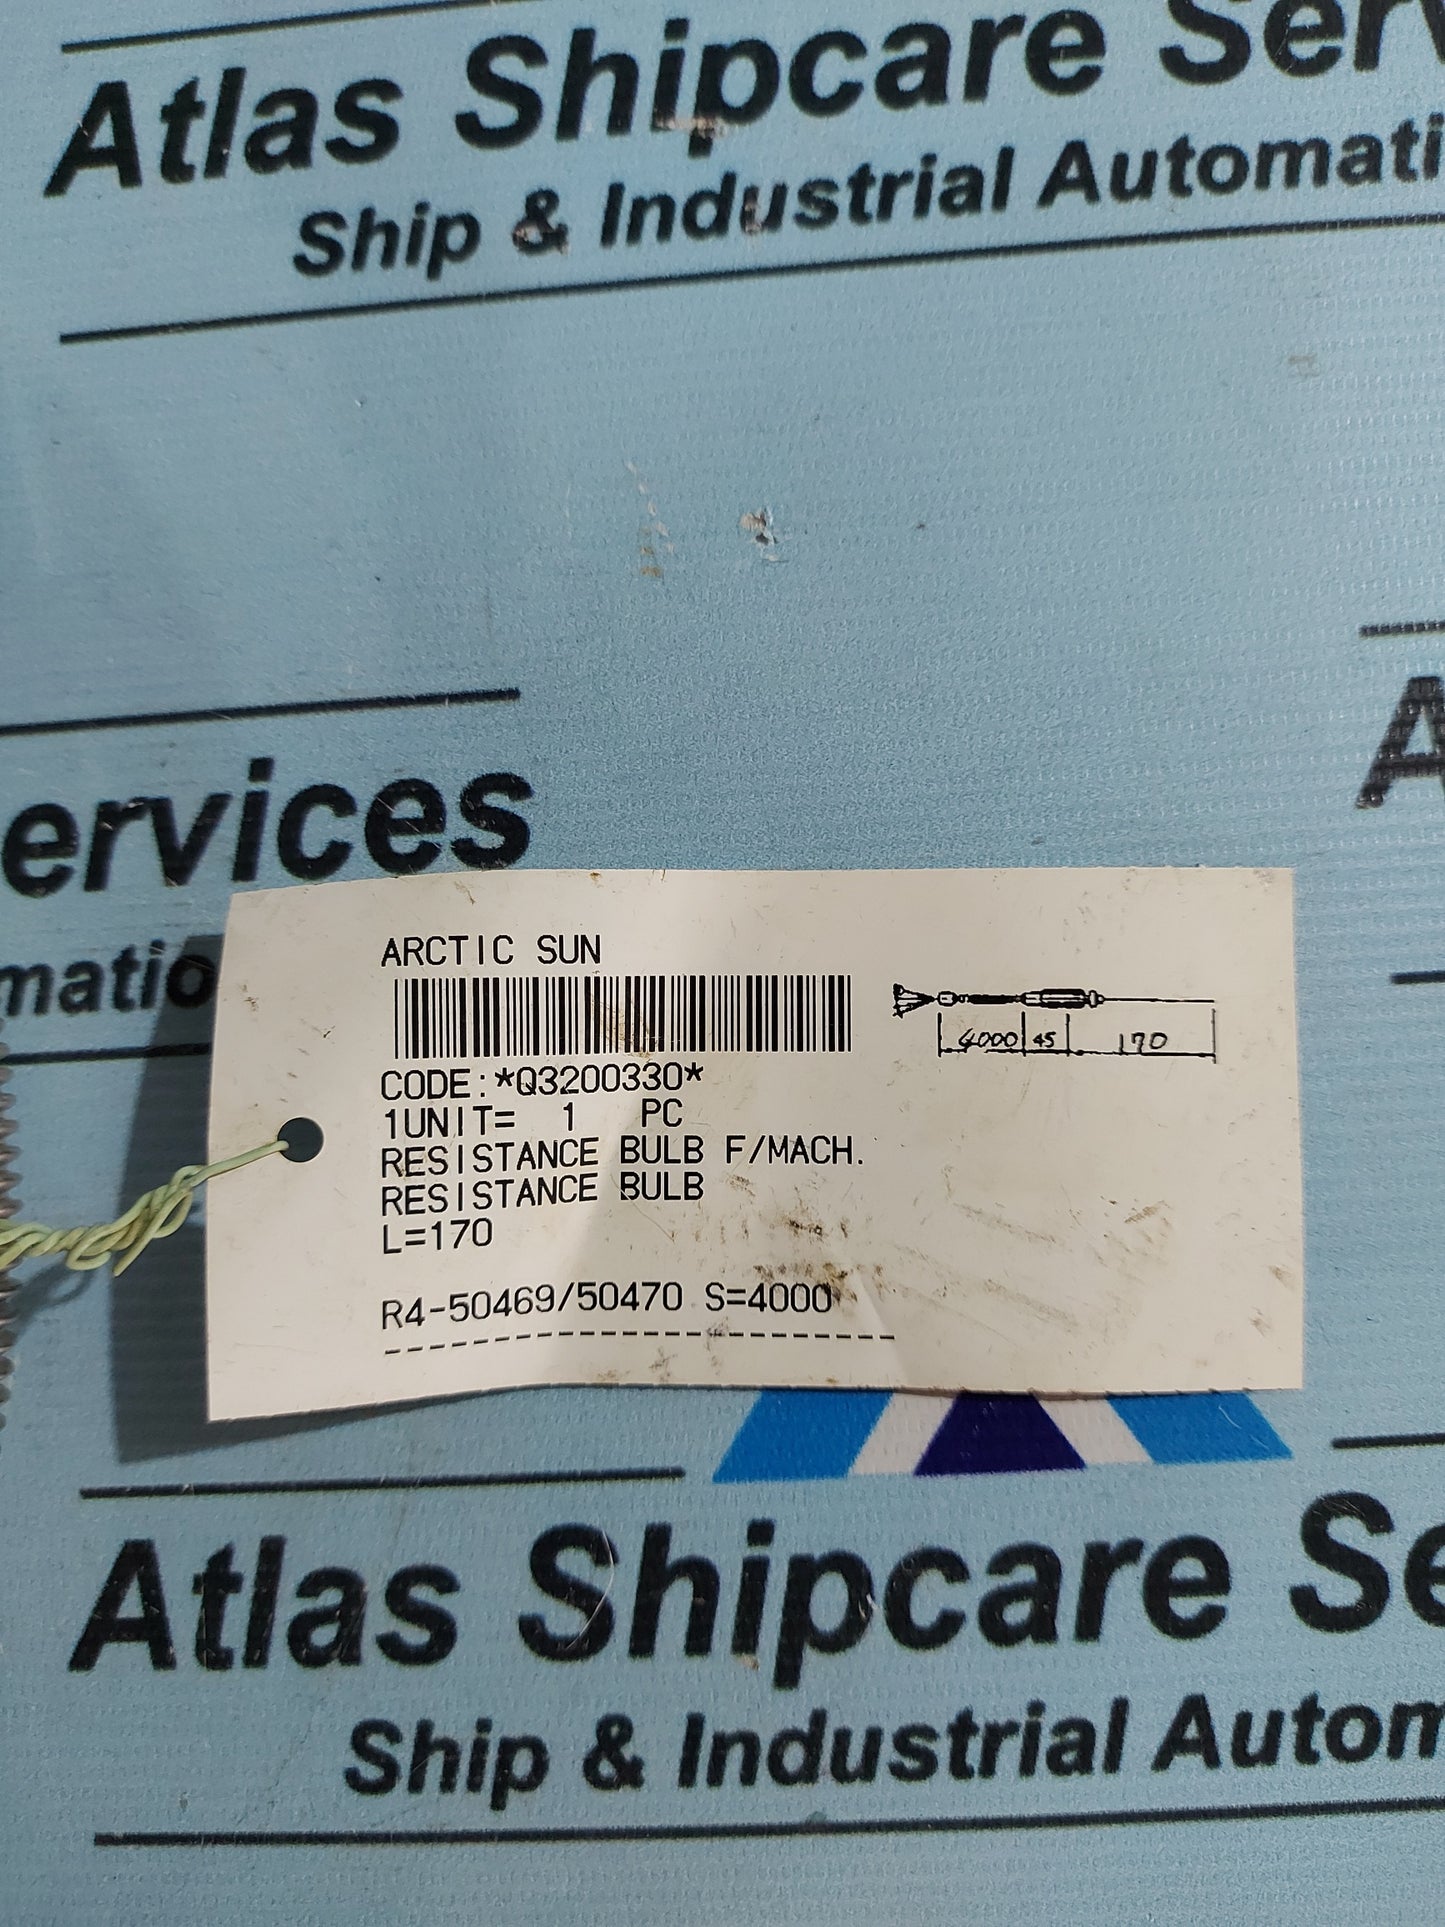 Atlas Shipcare Serv
Ship & Industrial Automati
ervices
matio
A
ARCTIC SUN
CODE:*Q3200330*
1UNIT= 1 PC
RESISTANCE BULB F/MACH.
RESISTANCE BULB
L=170
R4-50469/50470 S=4000
4000 45 170
Atlas Shipcare Se
Ship & Industrial Autom